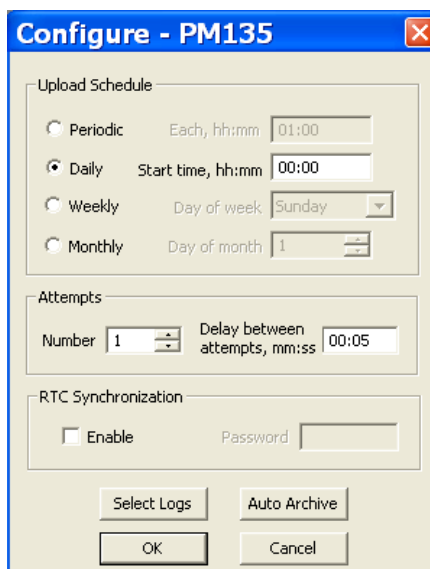 Configure - PM135
Upload Schedule
Periodic Each, hh:mm 01:00
Daily Start time, hh:mm 00:00
Weekly Day of week Sunday
Monthly Day of month 1
Attempts
Number 1 Delay between
attempts, mm:ss 00:05
RTC Synchronization
Enable Password
Select Logs Auto Archive
OK Cancel